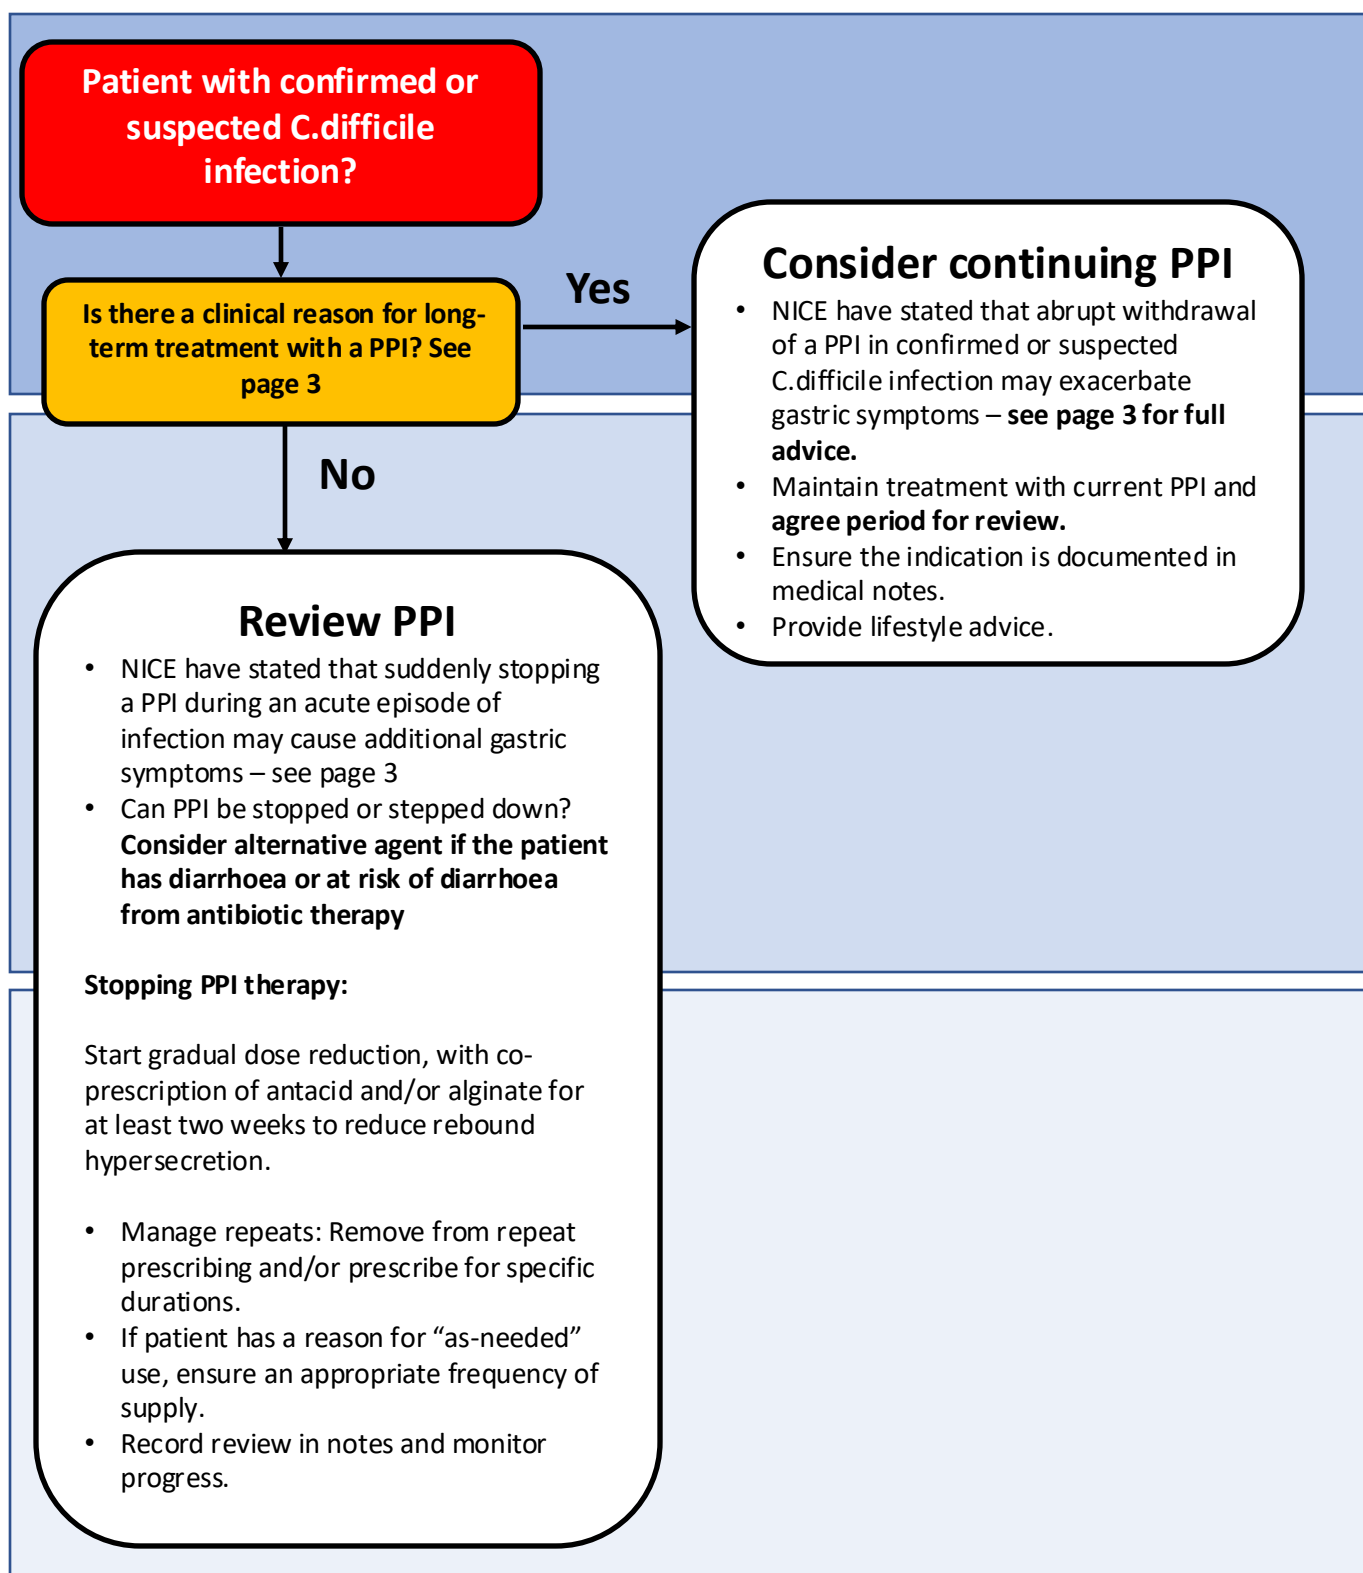 Patient with confirmed or
suspected C.difficile
infection?
Is there a clinical reason for long-
term treatment with a PPI? See
page 3
Yes
Consider continuing PPI
• NICE have stated that abrupt withdrawal
of a PPI in confirmed or suspected
C.difficile infection may exacerbate
gastric symptoms – see page 3 for full
advice.
• Maintain treatment with current PPI and
agree period for review.
• Ensure the indication is documented in
medical notes.
• Provide lifestyle advice.
No
Review PPI
• NICE have stated that suddenly stopping
a PPI during an acute episode of
infection may cause additional gastric
symptoms – see page 3
• Can PPI be stopped or stepped down?
Consider alternative agent if the patient
has diarrhoea or at risk of diarrhoea
from antibiotic therapy
Stopping PPI therapy:
Start gradual dose reduction, with co-
prescription of antacid and/or alginate for
at least two weeks to reduce rebound
hypersecretion.
• Manage repeats: Remove from repeat
prescribing and/or prescribe for specific
durations.
• If patient has a reason for “as-needed”
use, ensure an appropriate frequency of
supply.
• Record review in notes and monitor
progress.